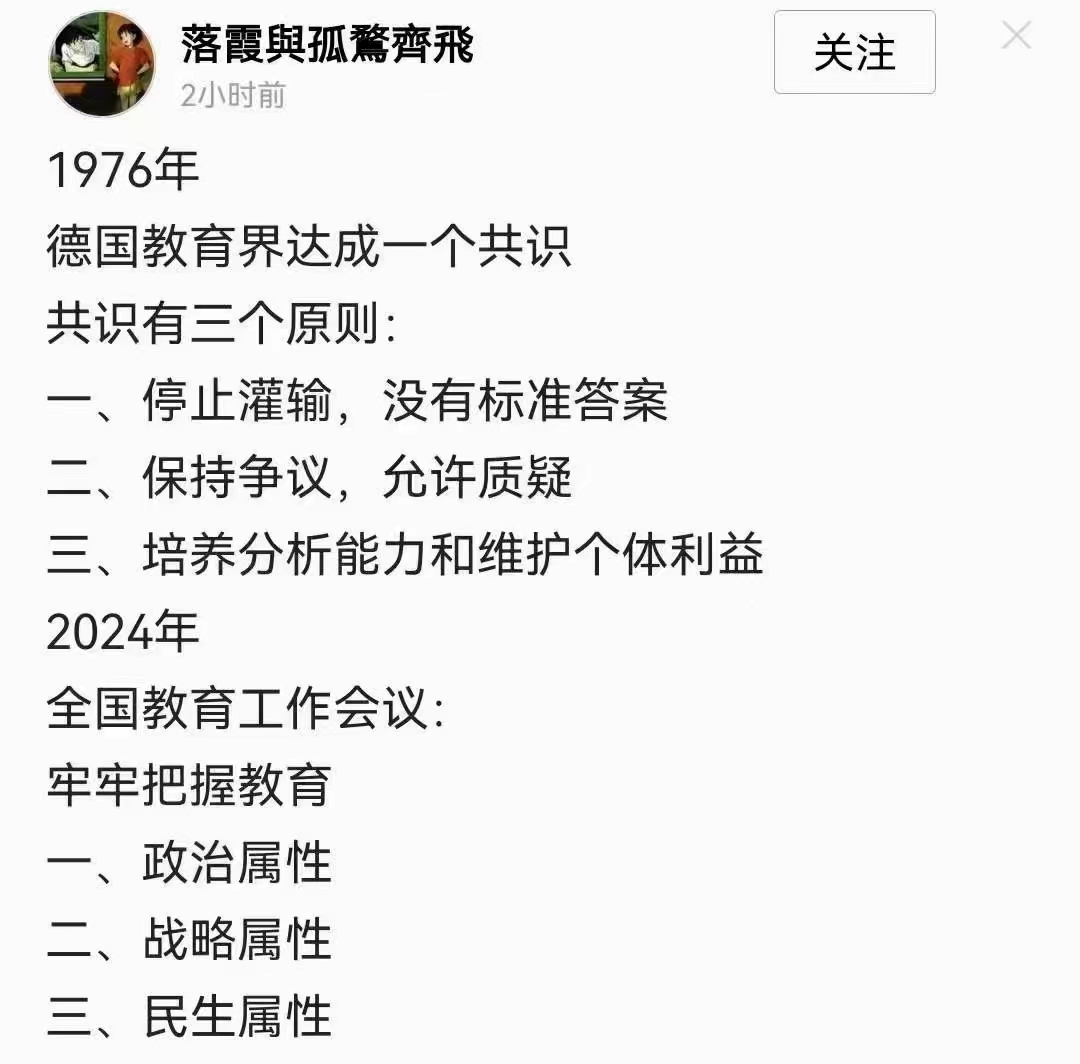 落霞與孤鶩齊飛
关注
2小时前
1976年
德国教育界达成一个共识
共识有三个原则：
一、停止灌输，没有标准答案
二、保持争议，允许质疑
三、培养分析能力和维护个体利益
2024年
全国教育工作会议：
牢牢把握教育
一、政治属性
二、战略属性
三、民生属性